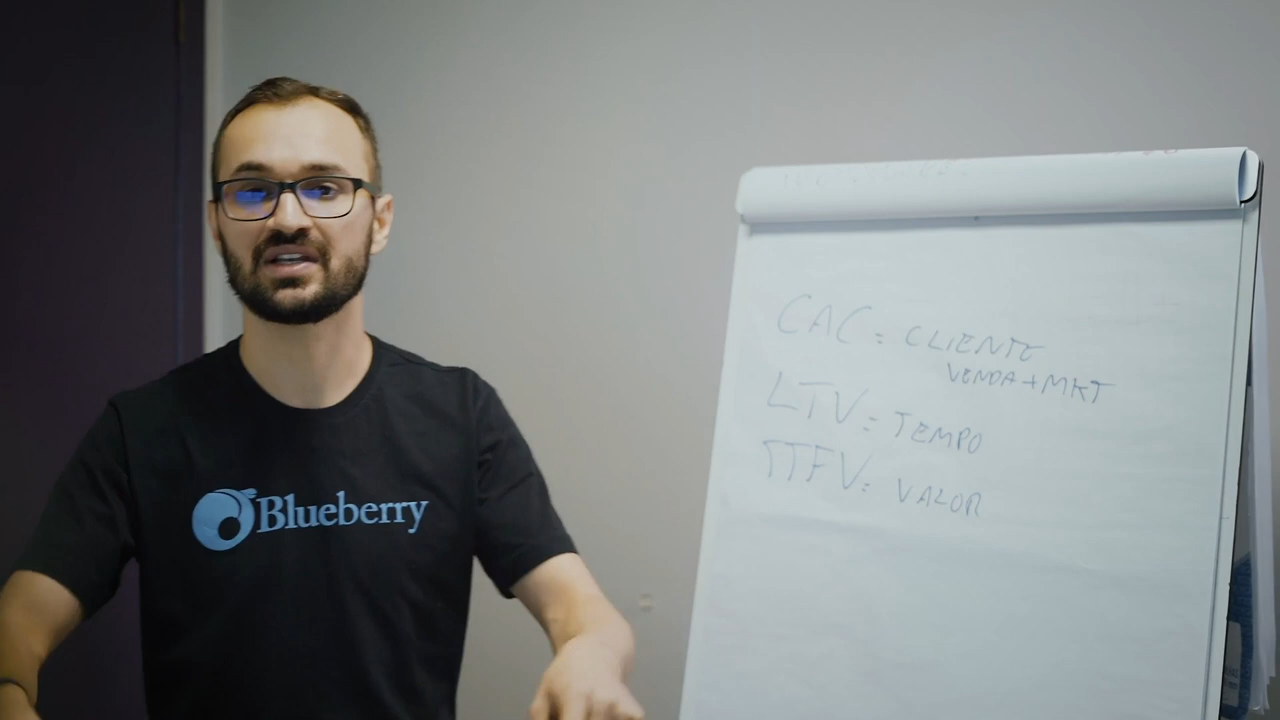 Blueberry
CAC = CLIENTE
VENDA + MKT
LTV = TEMPO
TTFV = VALOR